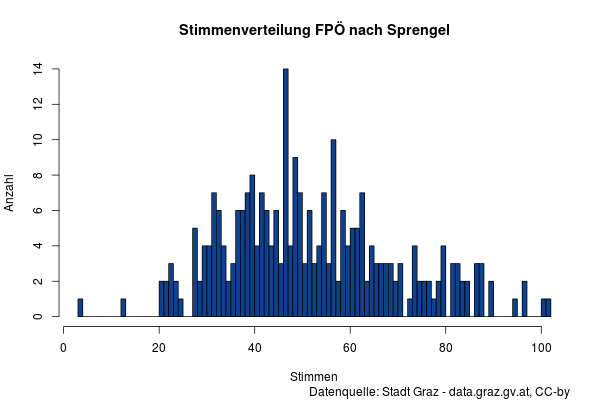 Stimmenverteilung FPÖ nach Sprengel
Anzahl
14
12
10
8
6
4
2
0
0 20 40 60 80 100
Stimmen
Datenquelle: Stadt Graz - data.graz.gv.at, CC-by